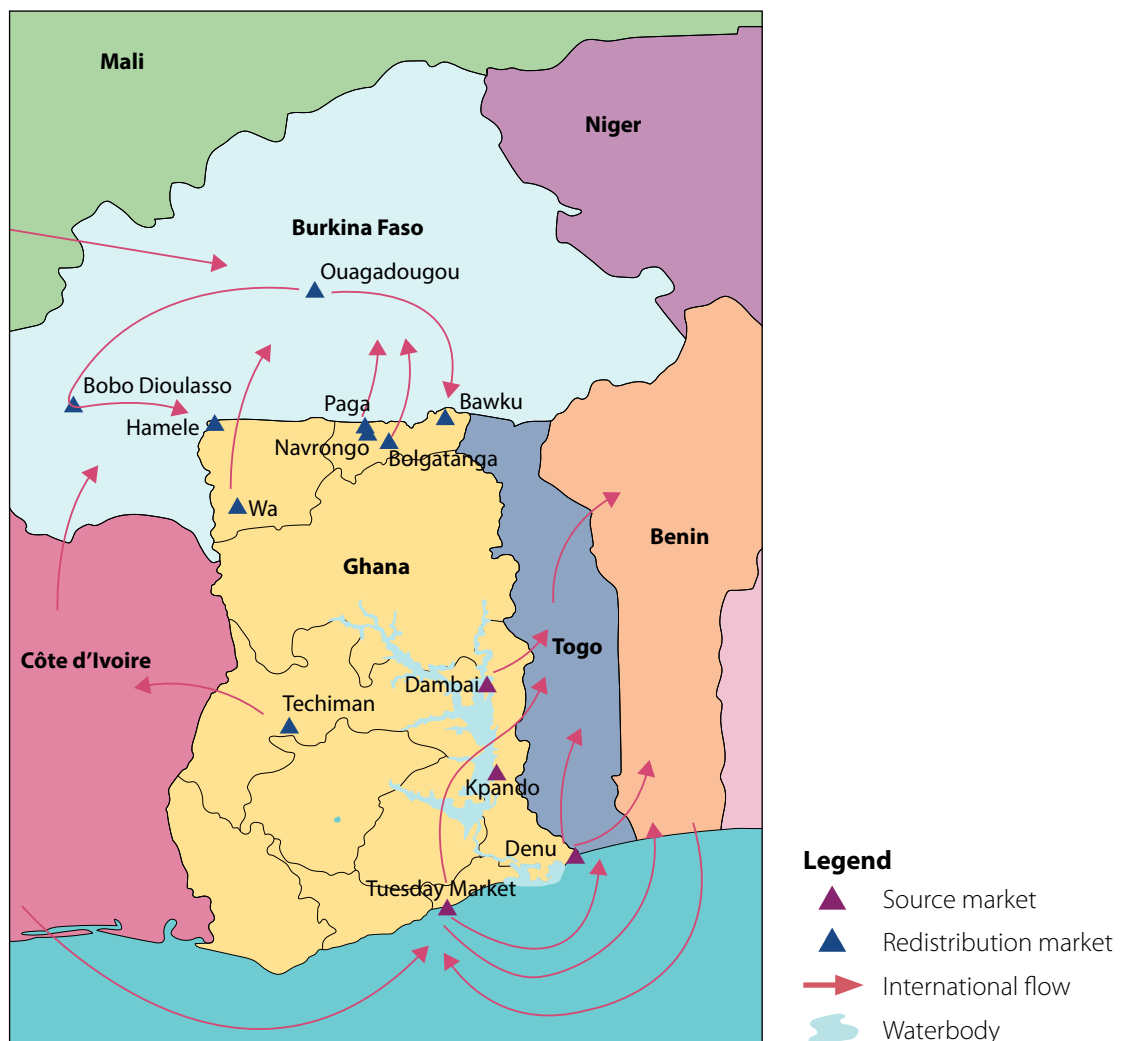 Mali
Niger
Burkina Faso
Ouagadougou
Bobo Dioulasso
Hamele
Paga
Bawku
Navrongo
Bolgatanga
Wa
Ghana
Benin
Togo
Côte d'Ivoire
Dambai
Techiman
Kpando
Denu
Tuesday Market
Legend
Source market
Redistribution market
International flow
Waterbody